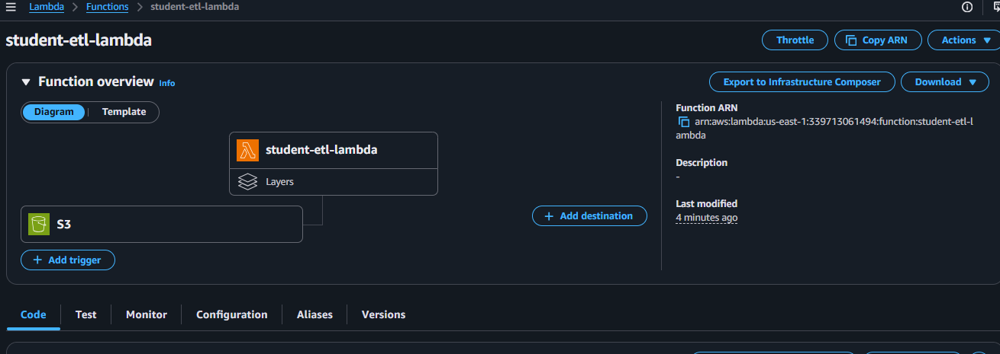 Lambda > Functions > student-etl-lambda
student-etl-lambda
Throttle
Copy ARN
Actions
Function overview Info
Export to Infrastructure Composer
Download
Diagram
Template
student-etl-lambda
Layers
S3
Add trigger
Add destination
Function ARN
arn:aws:lambda:us-east-1:339713061494:function:student-etl-l
ambda
Description
-
Last modified
4 minutes ago
Code
Test
Monitor
Configuration
Aliases
Versions